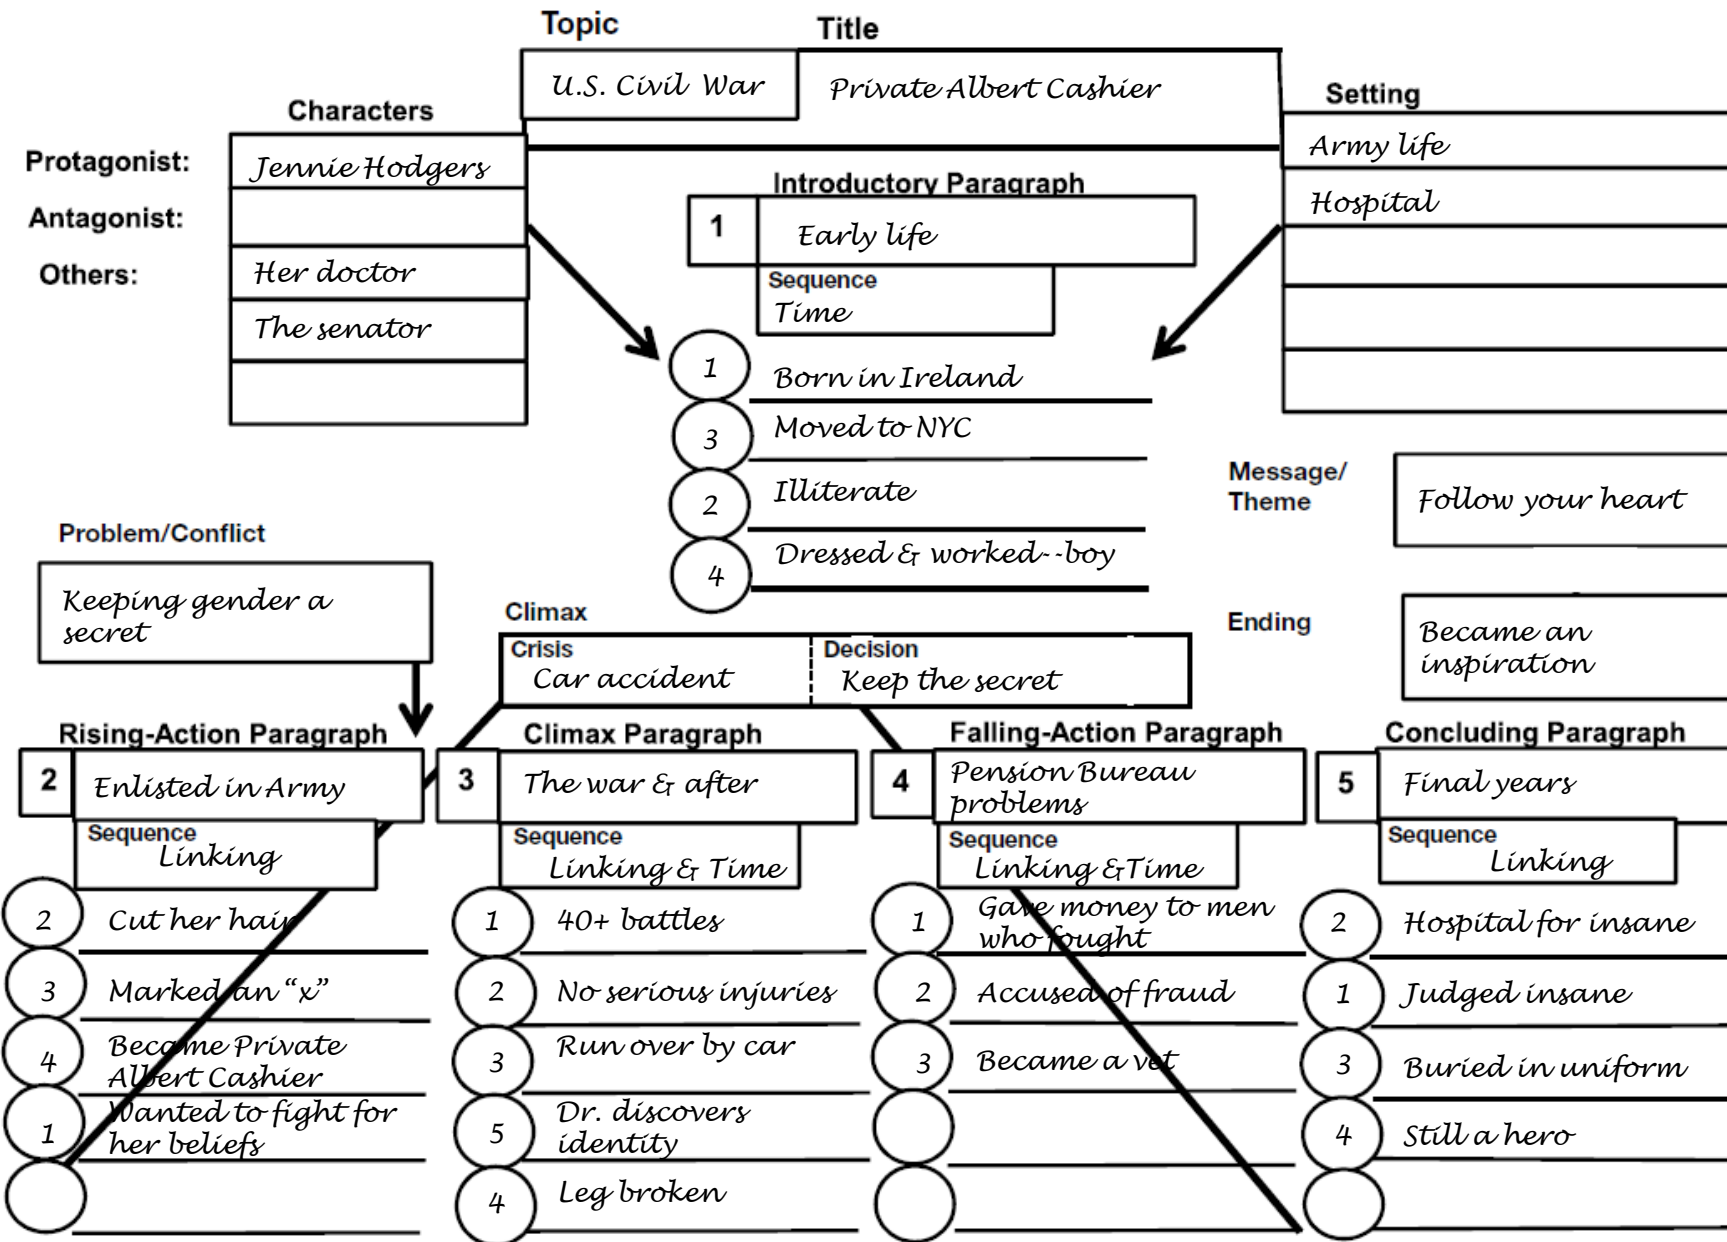 Topic
Title
U.S. Civil War
Private Albert Cashier
Characters
Protagonist:
Jennie Hodgers
Antagonist:
Others:
Her doctor
The senator
Setting
Army life
Hospital
Introductory Paragraph
1
Early life
Sequence
Time
1 Born in Ireland
3 Moved to NYC
2 Illiterate
4 Dressed & worked--boy
Message/
Theme
Follow your heart
Problem/Conflict
Keeping gender a
secret
Climax
Crisis
Car accident
Decision
Keep the secret
Ending
Became an
inspiration
Rising-Action Paragraph
2 Enlisted in Army
Sequence
Linking
2 Cut her hair
3 Marked an “x”
4 Became Private
Albert Cashier
1 Wanted to fight for
her beliefs
Climax Paragraph
3 The war & after
Sequence
Linking & Time
1 40+ battles
2 No serious injuries
3 Run over by car
5 Dr. discovers
identity
4 Leg broken
Falling-Action Paragraph
4 Pension Bureau
problems
Sequence
Linking &Time
1 Gave money to men
who fought
2 Accused of fraud
3 Became a vet
Concluding Paragraph
5 Final years
Sequence
Linking
2 Hospital for insane
1 Judged insane
3 Buried in uniform
4 Still a hero